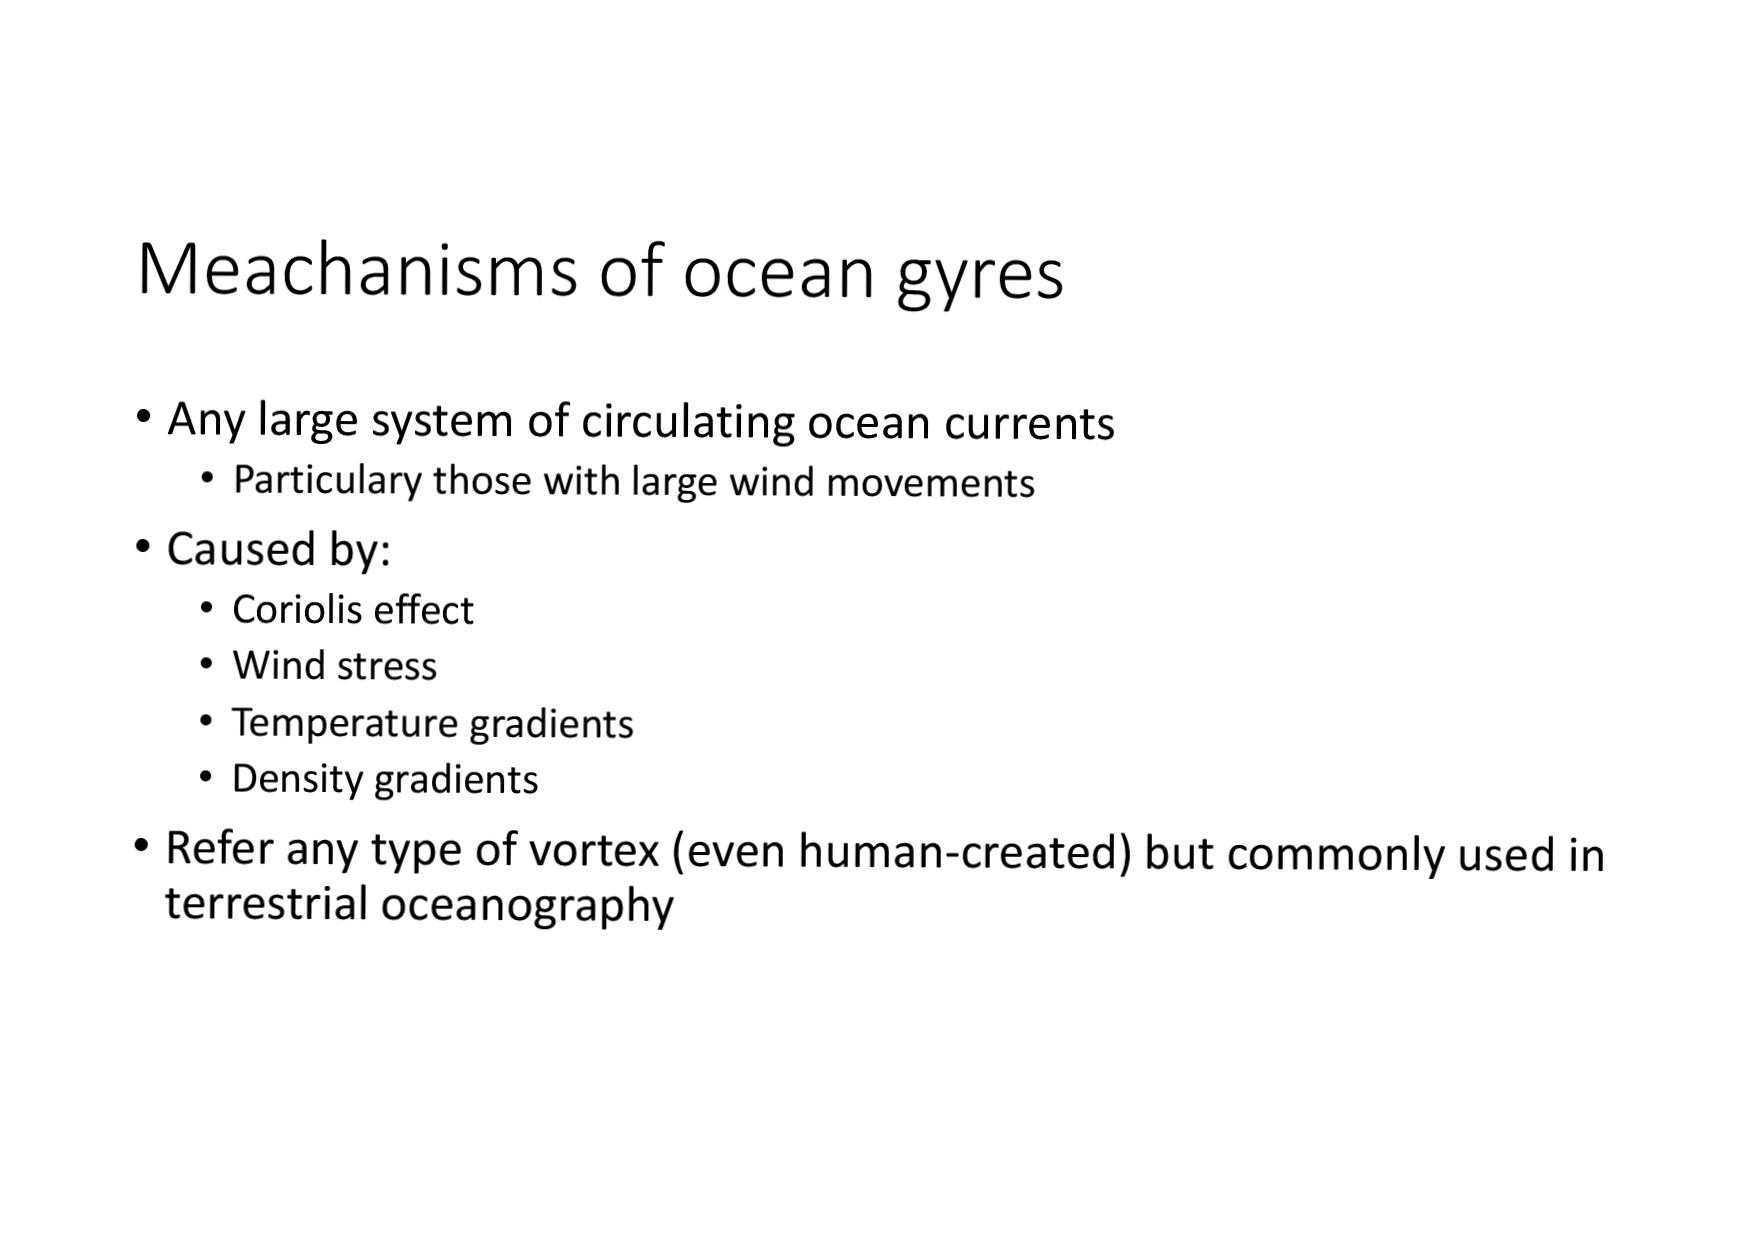 Meachanisms of ocean gyres
• Any large system of circulating ocean currents
• Particulary those with large wind movements
• Caused by:
• Coriolis effect
• Wind stress
• Temperature gradients
• Density gradients
• Refer any type of vortex (even human-created) but commonly used in
terrestrial oceanography